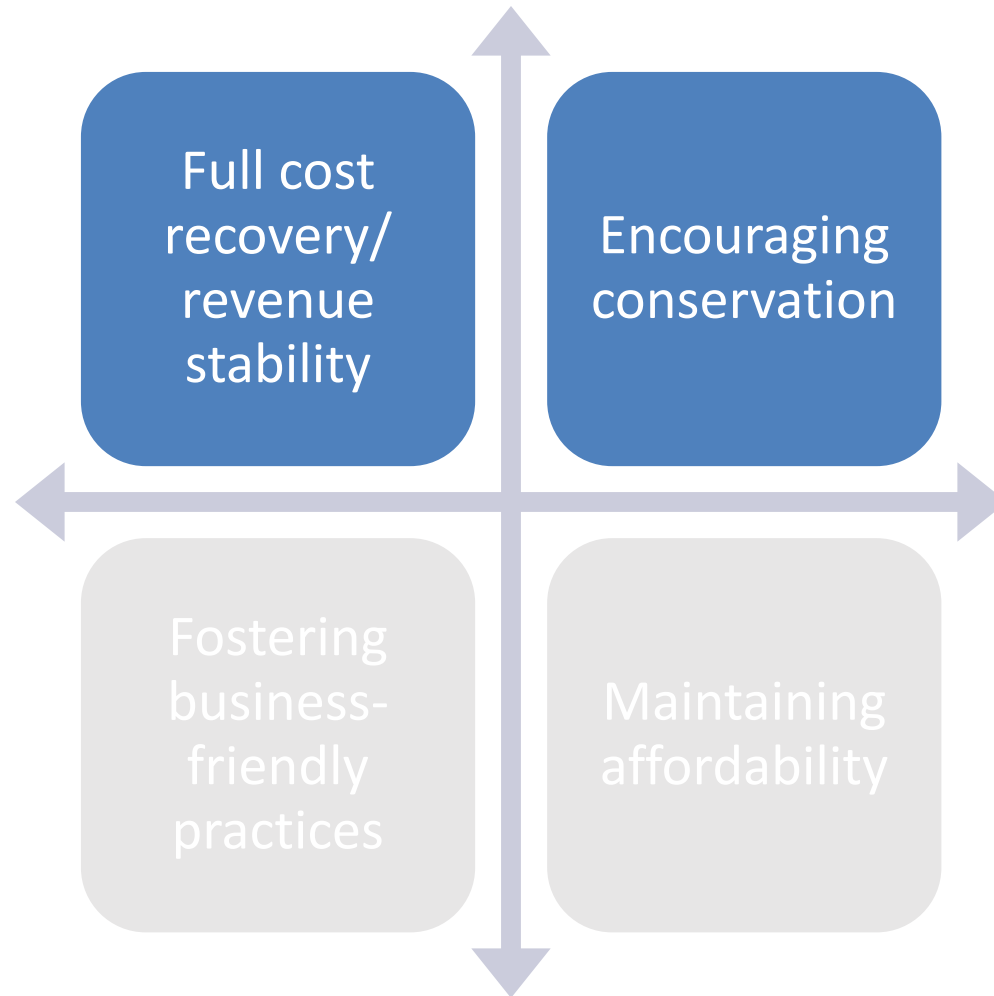 Full cost
recovery/
revenue
stability
Encouraging
conservation
Fostering
business-
friendly
practices
Maintaining
affordability